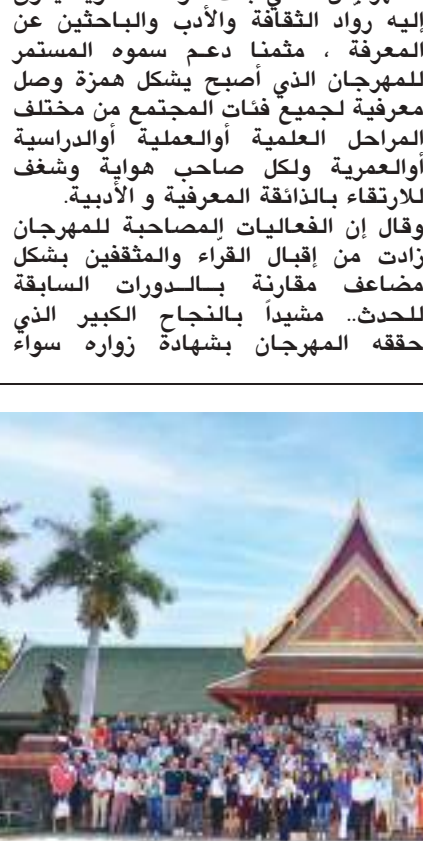 إليه رواد الثقافة والأدب والباحثين عن
المعرفة ، مثمنا دعم سموه المستمر
للمهرجان الذي أصبح يشكل همزة وصل
معرفية لجميع فئات المجتمع من مختلف
المراحل العلمية أوالعملية أوالدراسية
أوالعمرية ولكل صاحب هواية وشغف
للارتقاء بالذائقة المعرفية و الأدبية.
وقال إن الفعاليات المصاحبة للمهرجان
زادت من إقبال القراء والمثقفين بشكل
مضاعف مقارنة بالدورات السابقة
للحدث.. مشيداً بالنجاح الكبير الذي
حققه المهرجان بشهادة زواره سواء